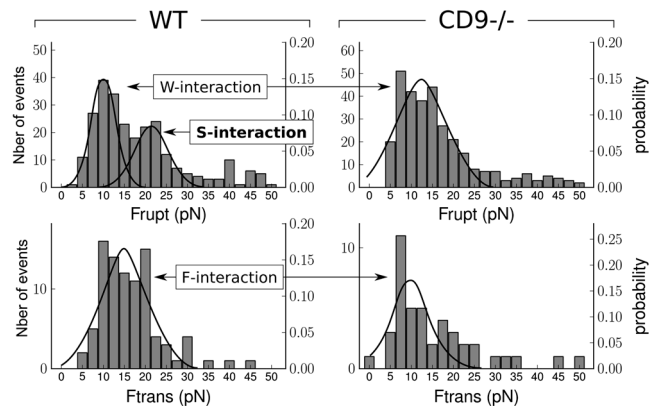 WT CD9-/-
50 40 30 20 10 0
Nber of events
0.20 0.15 0.10 0.05 0.00
60 50 40 30 20 10 0
0.20 0.15 0.10 0.05 0.00
probability
W-interaction
S-interaction
0 5 10 15 20 25 30 35 40 45 50
0 5 10 15 20 25 30 35 40 45 50
Frupt (pN) Frupt (pN)
10 0
Nber of events
0.20 0.15 0.10 0.05 0.00
10 0
0.25 0.20 0.15 0.10 0.05 0.00
probability
F-interaction
0 5 10 15 20 25 30 35 40 45 50
0 5 10 15 20 25 30 35 40 45 50
Ftrans (pN) Ftrans (pN)